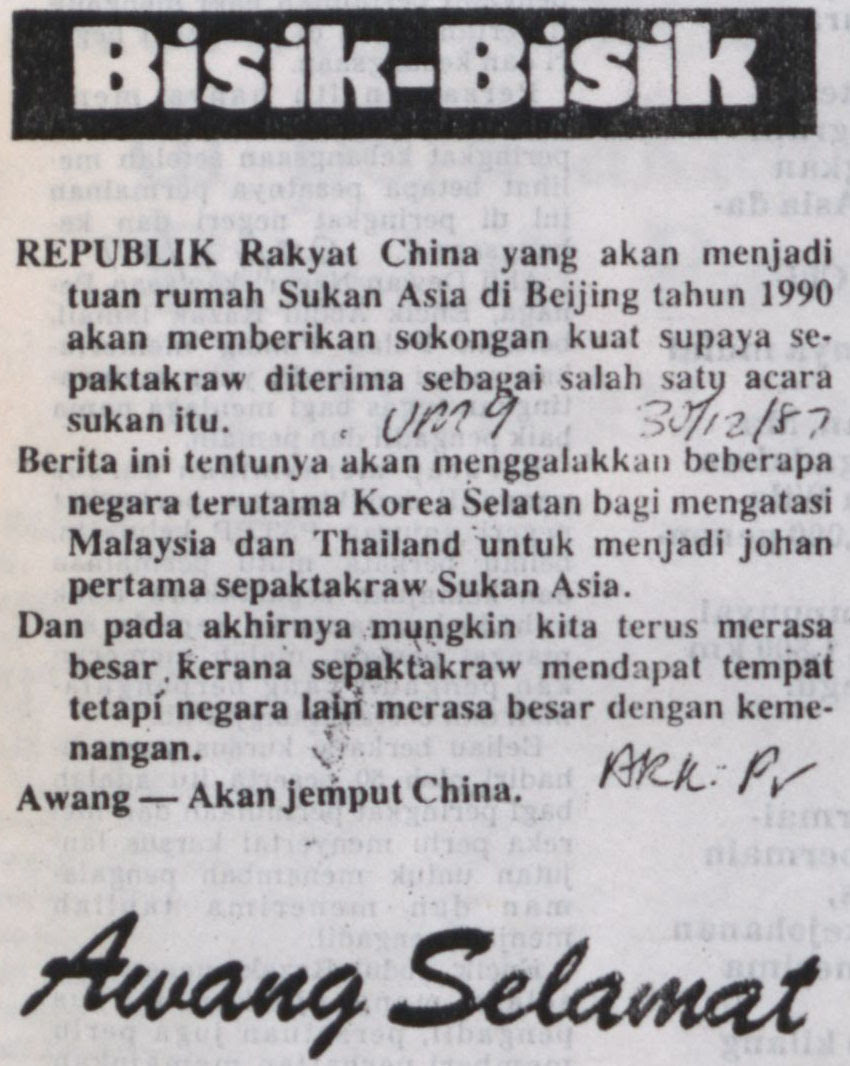 Bisik-Bisik
REPUBLIK Rakyat China yang akan menjadi
tuan rumah Sukan Asia di Beijing tahun 1990
akan memberikan sokongan kuat supaya se-
paktakraw diterima sebagai salah satu acara
sukan itu. 30/12/87
Berita ini tentunya akan menggalakkan beberapa
negara terutama Korea Selatan bagi mengatasi
Malaysia dan Thailand untuk menjadi johan
pertama sepaktakraw Sukan Asia.
Dan pada akhirnya mungkin kita terus merasa
besar kerana sepaktakraw mendapat tempat
tetapi negara lain merasa besar dengan keme-
nangan.
Awang — Akan jemput China.
Awang Selamat